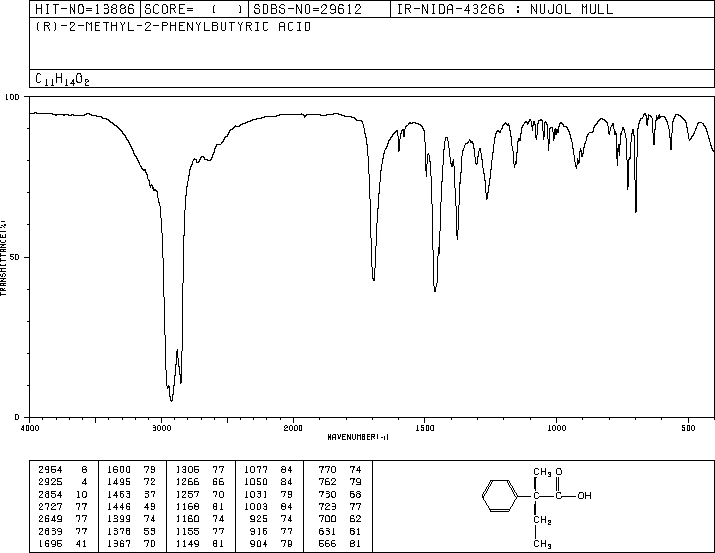 HIT-NO=13886 SCORE= ( ) SDBS-NO=29612 IR-NIDA-43266 : NUJOL MULL
(R)-2-METHYL-2-PHENYLBUTYRIC ACID
C11H14O2
100
50
0
TRANSMITTANCE(%)
4000 3000 2000 1500 1000 500
WAVENUMBER(-1)
2964 8 1600 79 1306 77 1077 84 770 74
2925 4 1495 72 1266 66 1050 84 762 79
2854 10 1463 37 1257 70 1031 79 730 68
2727 77 1446 49 1168 81 1003 84 723 77
2649 77 1399 74 1160 74 925 74 700 62
2639 77 1378 53 1155 77 916 77 631 81
1695 41 1367 70 1149 81 904 79 566 81
CH3 O
C C OH
CH2
CH3